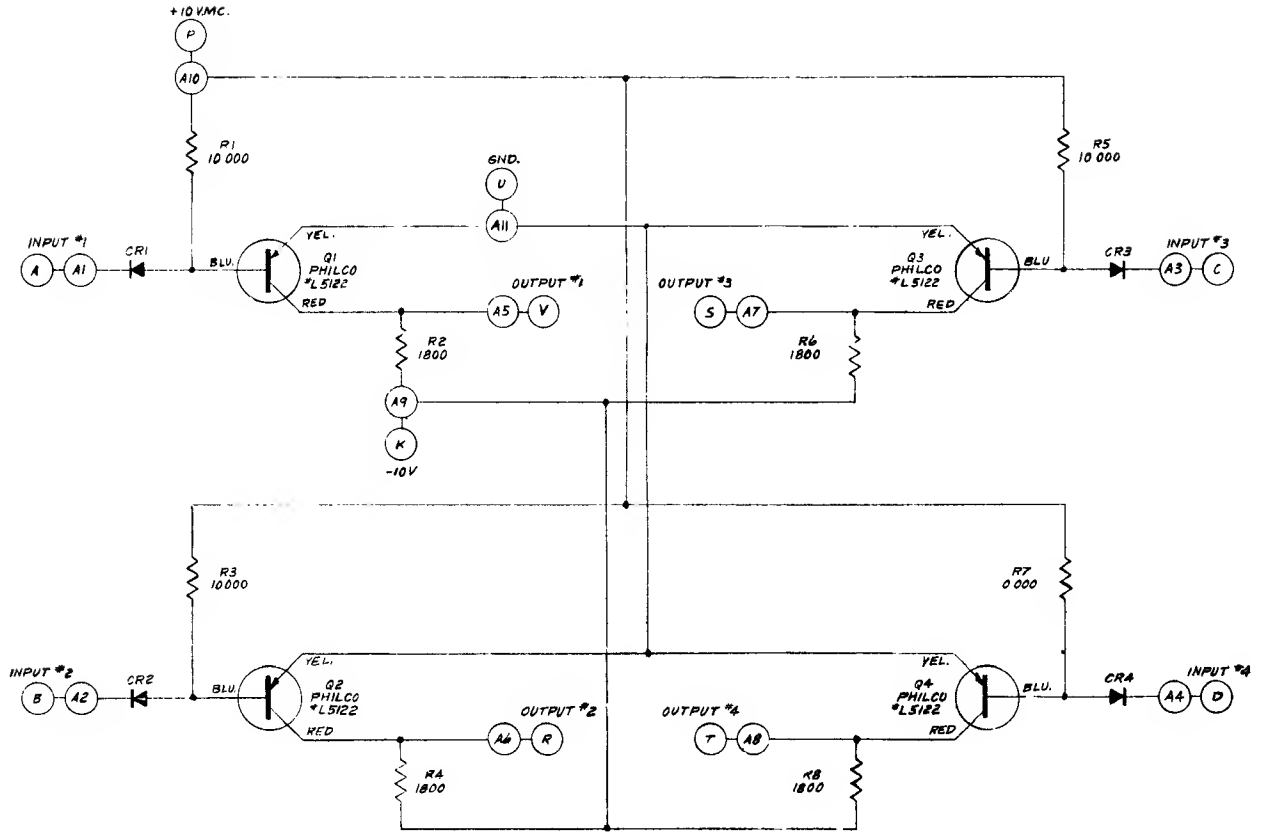 +10 V.MC.
P
A10
R1
10 000
R5
10 000
GND.
U
A11
INPUT #1
A
A1
CR1
BLU.
YEL.
Q1
PHILCO
#L5122
RED
OUTPUT #1
A5
V
R2
1800
A9
K
-10V
OUTPUT #3
S
A7
R6
1800
YEL.
Q3
PHILCO
#L5122
RED
BLU
CR3
INPUT #3
A3
C
R3
10000
R7
0 000
INPUT #2
B
A2
CR2
BLU.
YEL.
Q2
PHILCO
#L5122
RED
OUTPUT #2
A6
R
R4
1800
OUTPUT #4
T
A8
R8
1800
YEL.
Q4
PHILCO
#L5122
RED
BLU.
CR4
INPUT #4
A4
D